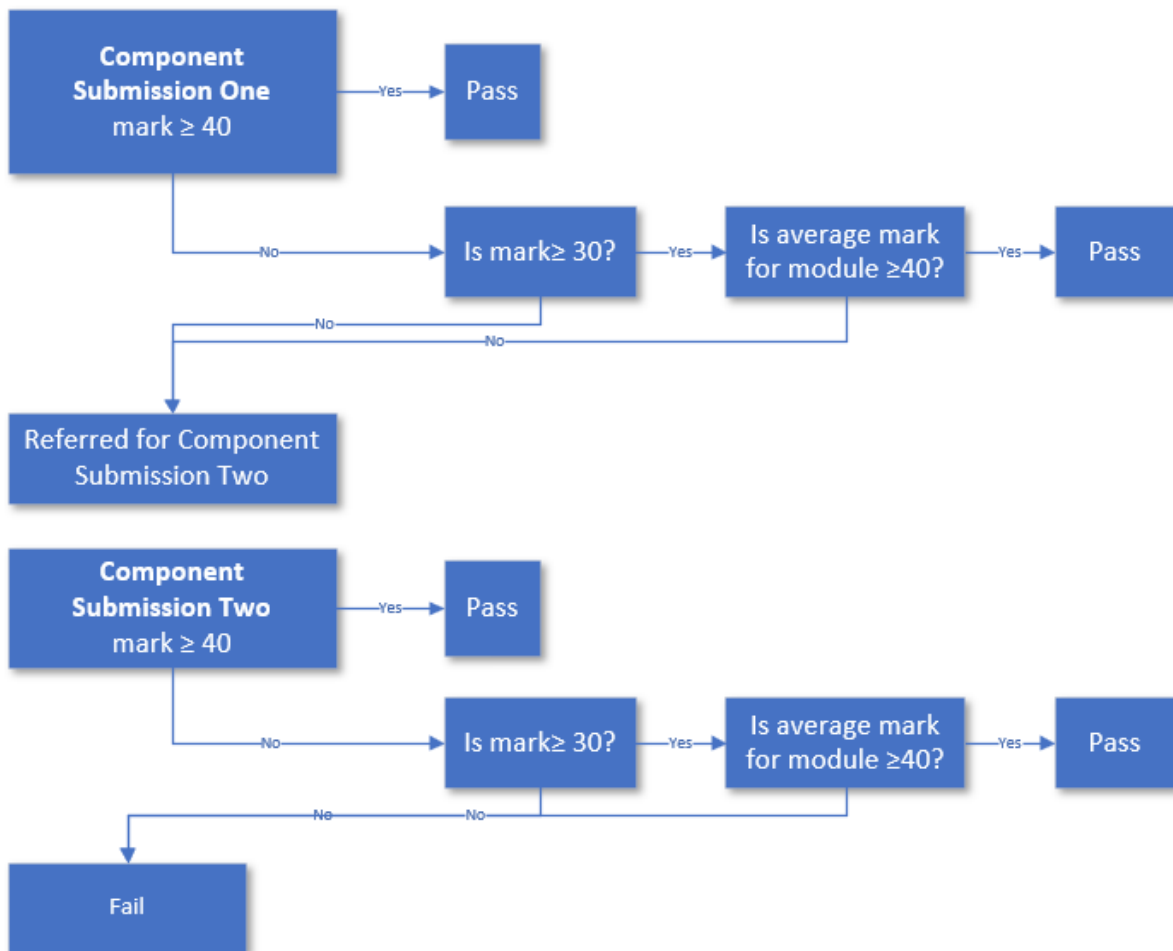 Component
Submission One
mark ≥ 40
Yes
Pass
No
Is mark≥ 30?
Yes
Is average mark
for module ≥40?
Yes
Pass
No
No
Referred for Component
Submission Two
Component
Submission Two
mark ≥ 40
Yes
Pass
No
Is mark≥ 30?
Yes
Is average mark
for module ≥40?
Yes
Pass
No
No
Fail